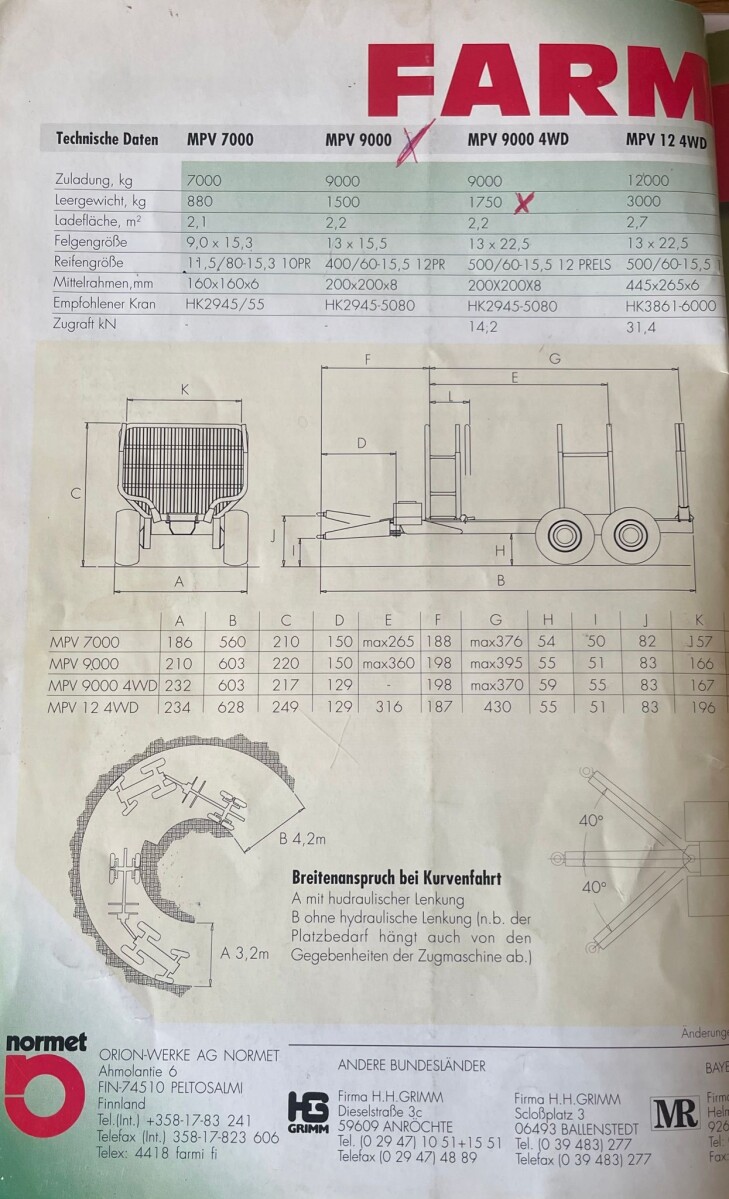 FARM
Technische Daten MPV 7000 MPV 9000 MPV 9000 4WD MPV 12 4WD
Zuladung, kg 7000 9000 9000 12000
Leergewicht, kg 880 1500 1750 3000
Ladefläche, m² 2,1 2,2 2,2 2,7
Felgengröße 9,0 x 15,3 13 x 15,5 13 x 22,5 13 x 22,5
Reifengröße 11,5/80-15,3 10PR 400/60-15,5 12PR 500/60-15,5 12 PRELS 500/60-15,5 1
Mittelrahmen,mm 160x160x6 200x200x8 200X200X8 445x265x6
Empfohlener Kran HK2945/55 HK2945-5080 HK2945-5080 HK3861-6000
Zugraft kN - - 14,2 31,4
F G
K E
L
D
C
J
I H
A B
A B C D E F G H I J K
MPV 7000 186 560 210 150 max265 188 max376 54 50 82 157
MPV 9000 210 603 220 150 max360 198 max395 55 51 83 166
MPV 9000 4WD 232 603 217 129 - 198 max370 59 55 83 167
MPV 12 4WD 234 628 249 129 316 187 430 55 51 83 196
B 4,2m
A 3,2m
40°
40°
Breitenanspruch bei Kurvenfahrt
A mit hudraulischer Lenkung
B ohne hydraulische Lenkung (n.b. der
Platzbedarf hängt auch von den
Gegebenheiten der Zugmaschine ab.)
Änderunge
normet
ORION-WERKE AG NORMET
Ahmolantie 6
FIN-74510 PELTOSALMI
Finnland
Tel.(Int.) +358-17-83 241
Telefax (Int.) 358-17-823 606
Telex: 4418 farmi fi
ANDERE BUNDESLÄNDER
HG
GRIMM
Firma H.H.GRIMM
Dieselstraße 3c
59609 ANRÖCHTE
Tel. (0 29 47) 10 51+15 51
Telefax (0 29 47) 48 89
Firma H.H.GRIMM
Scloßplatz 3
06493 BALLENSTEDT
Tel. (0 39 483) 277
Telefax (0 39 483) 277
MR
BAYE
Firm
Heln
926
Tel:
Fax: